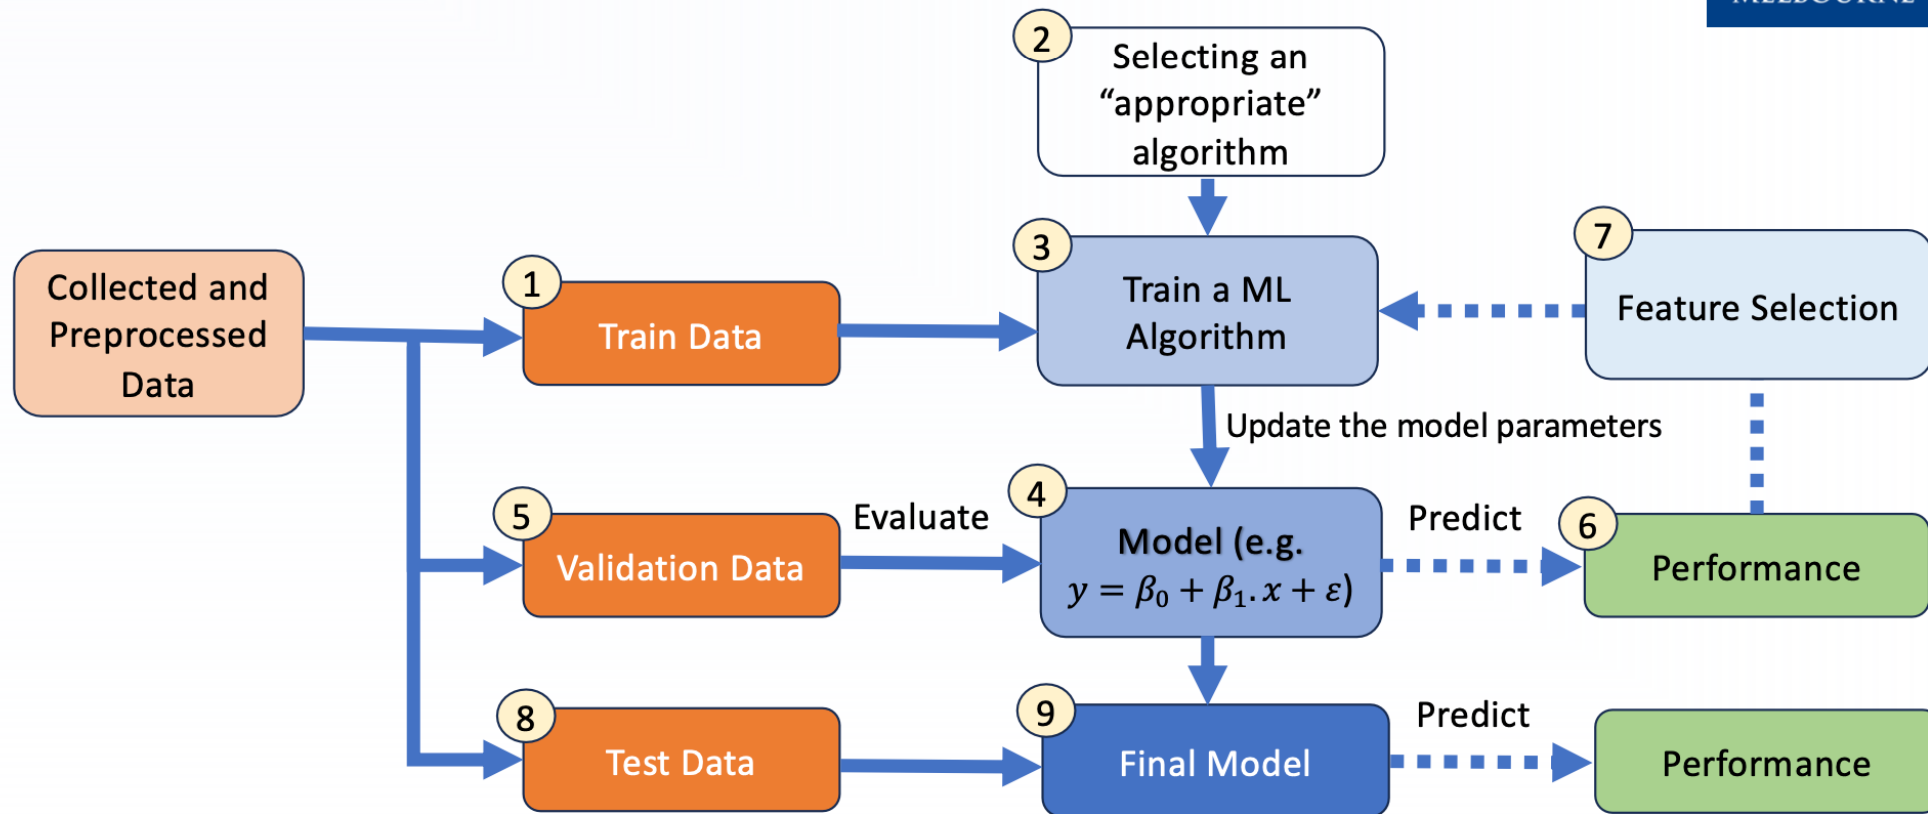 MELBOURNE
2
Selecting an
“appropriate”
algorithm
Collected and
Preprocessed
Data
1
Train Data
3
Train a ML
Algorithm
7
Feature Selection
Update the model parameters
5
Validation Data
Evaluate
4
Model (e.g.
y = β₀ + β₁. x + ε)
Predict
6
Performance
8
Test Data
9
Final Model
Predict
Performance